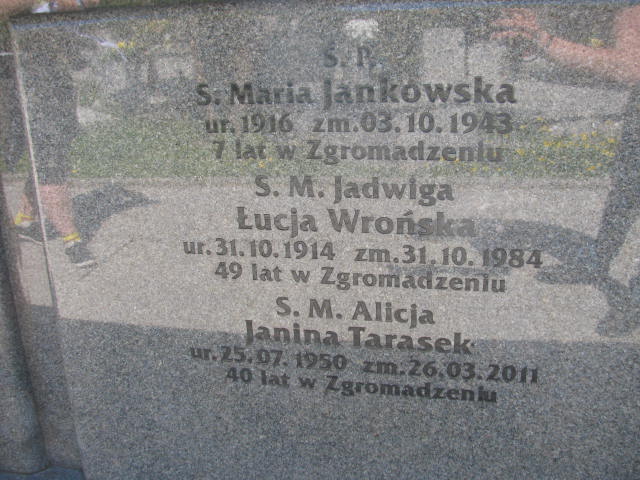 Ś. P.
S. Maria Jankowska
ur. 1916 zm. 03.10.1943
7 lat w Zgromadzeniu
S. M. Jadwiga
Łucja Wrońska
ur. 31.10.1914 zm. 31.10.1984
49 lat w Zgromadzeniu
S. M. Alicja
Janina Tarasek
ur. 25.07.1950 zm. 26.03.2011
40 lat w Zgromadzeniu